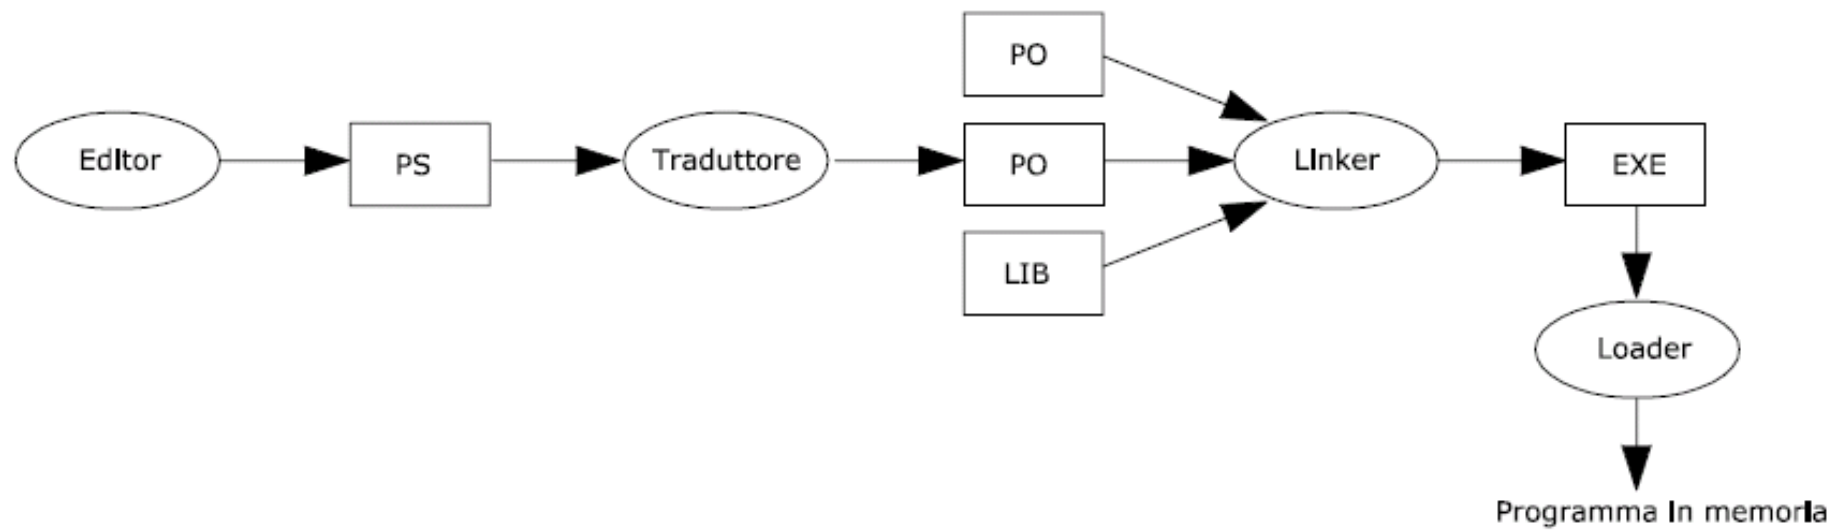 PO
Editor
PS
Traduttore
PO
Linker
EXE
LIB
Loader
Programma In memoria